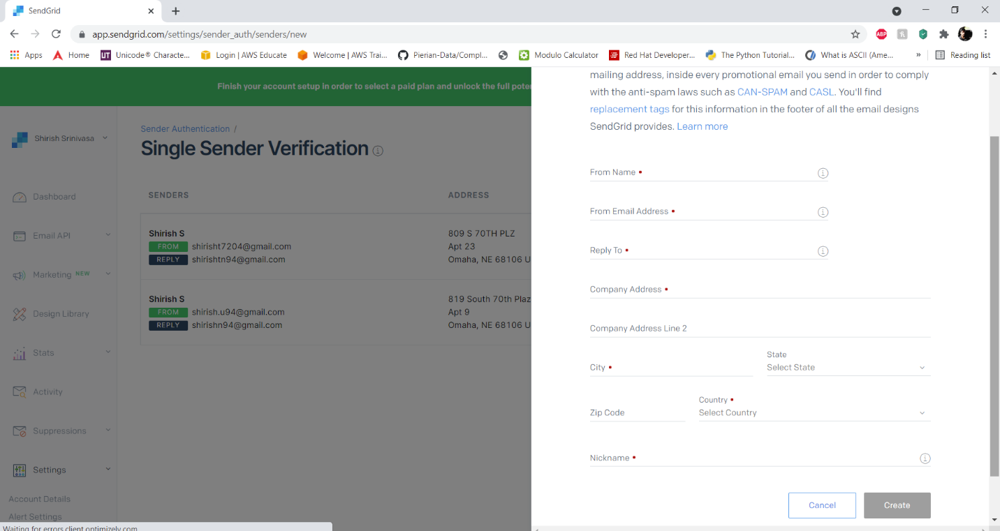 SendGrid
app.sendgrid.com/settings/sender_auth/senders/new
ABP
Apps
Home
UT Unicode® Characte...
Login | AWS Educate
Welcome | AWS Trai...
Pierian-Data/Compl...
Modulo Calculator
Red Hat Developer...
The Python Tutorial...
What is ASCII (Ame...
»
Reading list
Finish your account setup in order to select a paid plan and unlock the full poten
Shirish Srinivasa
Dashboard
Email API
Marketing NEW
Design Library
Stats
Activity
Suppressions
Settings
Account Details
Alert Settings
Waiting for errors.client.optimizely.com...
Sender Authentication /
Single Sender Verification
SENDERS
ADDRESS
Shirish S
FROM shirisht7204@gmail.com
REPLY shirishtn94@gmail.com
809 S 70TH PLZ
Apt 23
Omaha, NE 68106 U
Shirish S
FROM shirish.u94@gmail.com
REPLY shirishn94@gmail.com
819 South 70th Plaz
Apt 9
Omaha, NE 68106 U
mailing address, inside every promotional email you send in order to comply
with the anti-spam laws such as CAN-SPAM and CASL. You'll find
replacement tags for this information in the footer of all the email designs
SendGrid provides. Learn more
From Name
From Email Address
Reply To
Company Address
Company Address Line 2
City
State
Select State
Zip Code
Country
Select Country
Nickname
Cancel
Create